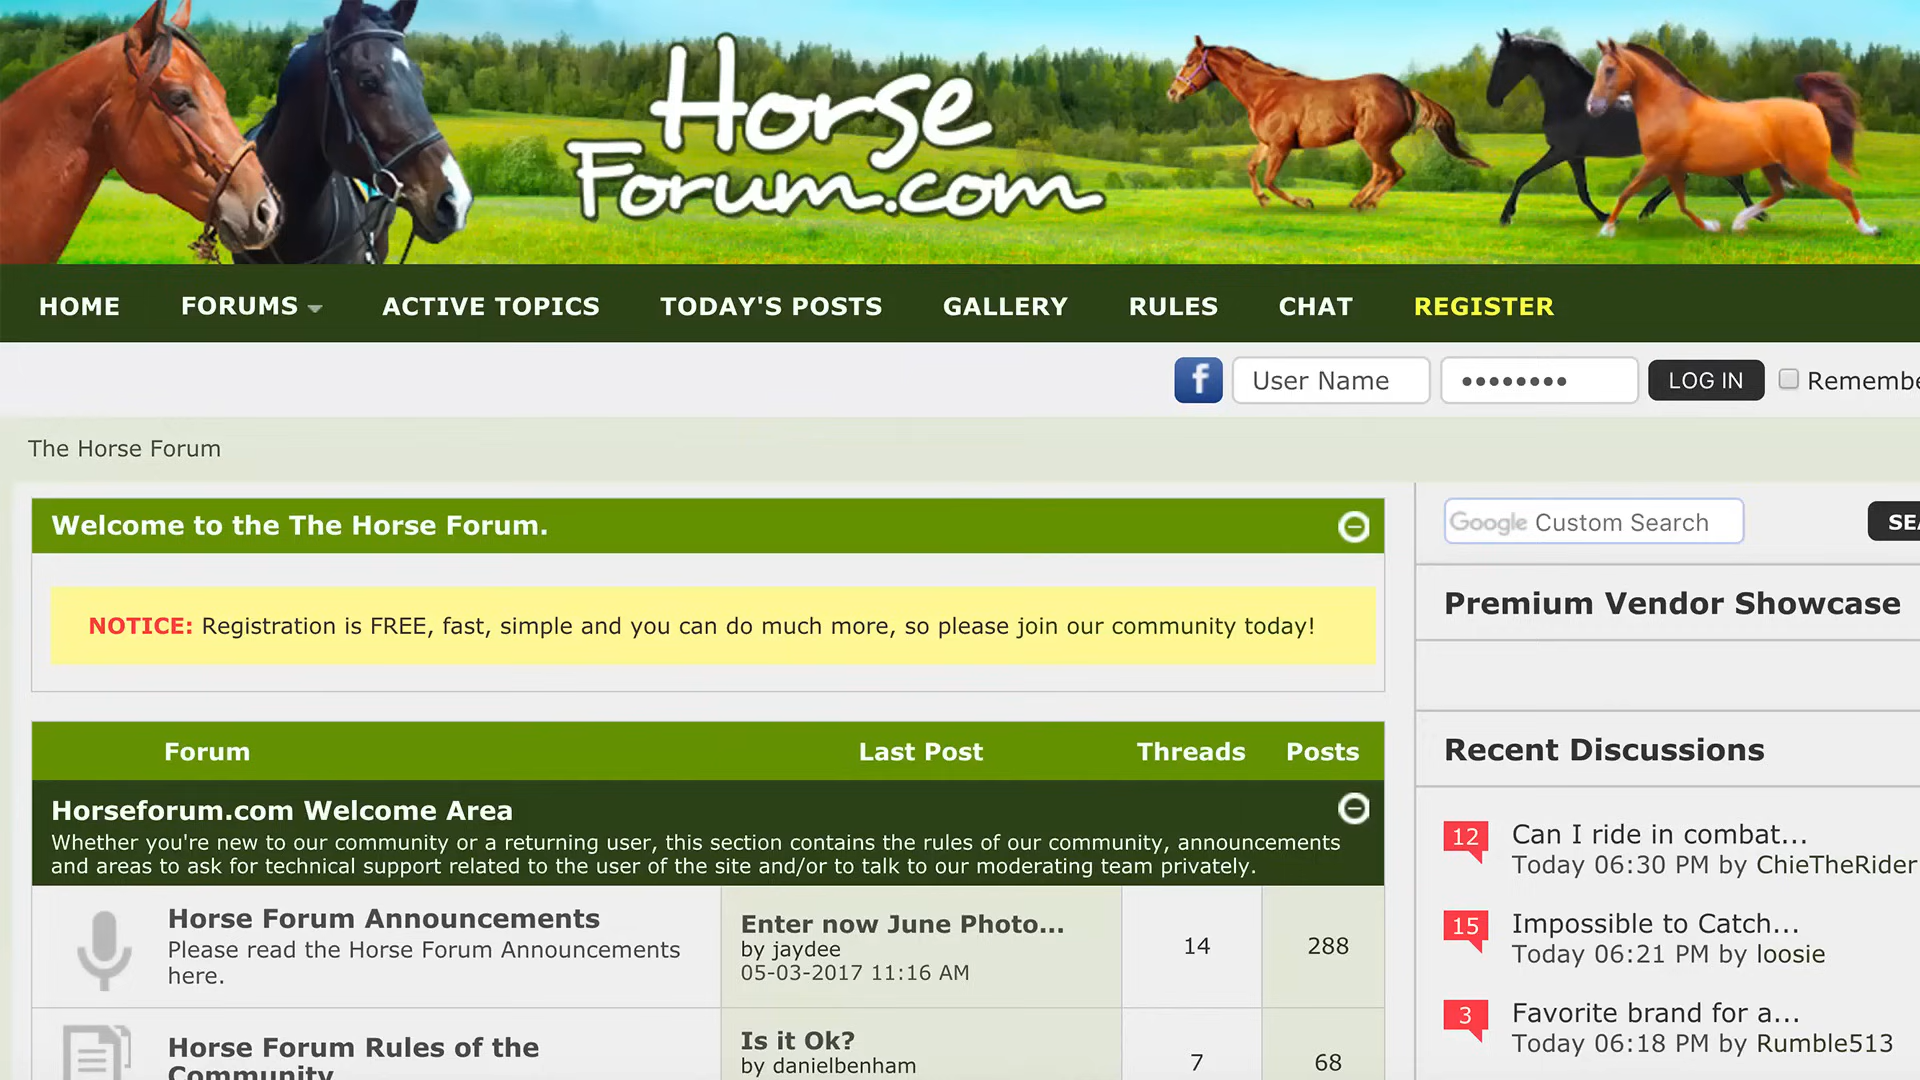 Horse
Forum.com
HOME FORUMS ACTIVE TOPICS TODAY'S POSTS GALLERY RULES CHAT REGISTER
f User Name LOG IN
The Horse Forum
Welcome to the The Horse Forum.
NOTICE: Registration is FREE, fast, simple and you can do much more, so please join our community today!
Forum Last Post Threads Posts
Horseforum.com Welcome Area
Whether you're new to our community or a returning user, this section contains the rules of our community, announcements
and areas to ask for technical support related to the user of the site and/or to talk to our moderating team privately.
Horse Forum Announcements
Please read the Horse Forum Announcements
here.
Enter now June Photo...
by jaydee
05-03-2017 11:16 AM
14
288
Horse Forum Rules of the
Community
Is it Ok?
by danielbenham
7
68
Google Custom Search
Premium Vendor Showcase
Recent Discussions
12 Can I ride in combat...
Today 06:30 PM by ChieTheRider
15 Impossible to Catch...
Today 06:21 PM by loosie
3 Favorite brand for a...
Today 06:18 PM by Rumble513